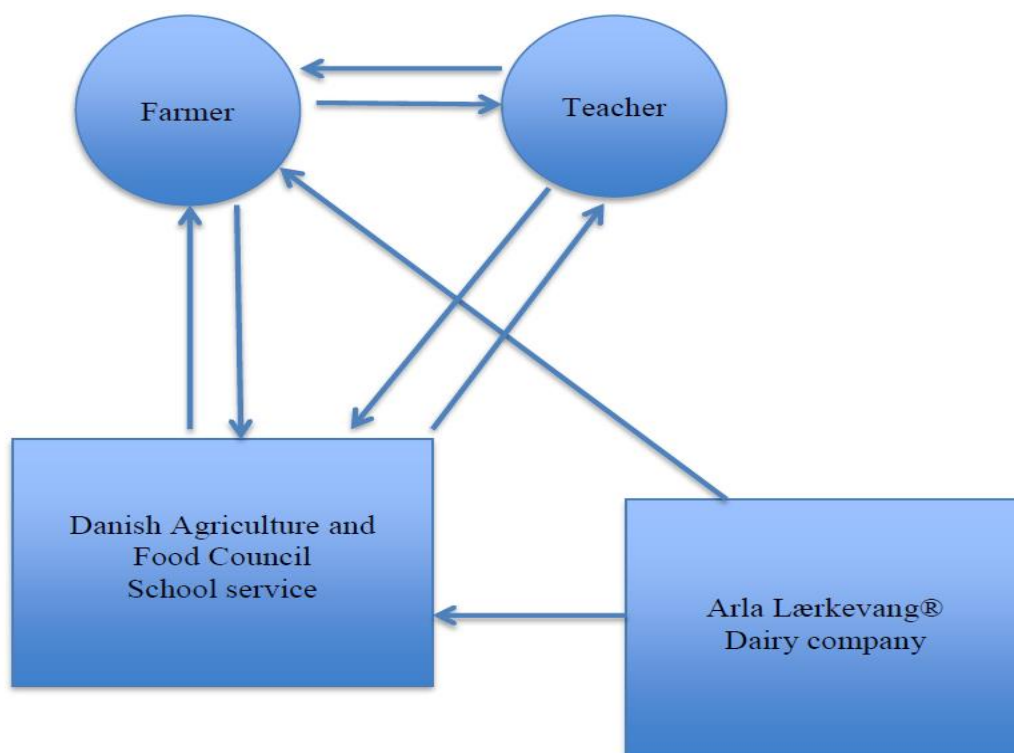 Farmer
Teacher
Danish Agriculture and
Food Council
School service
Arla Lærkevang®
Dairy company